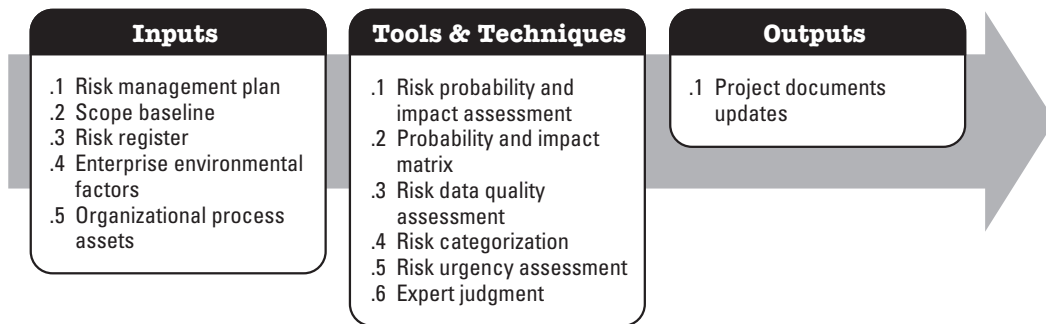 Inputs
.1 Risk management plan
.2 Scope baseline
.3 Risk register
.4 Enterprise environmental
factors
.5 Organizational process
assets
Tools & Techniques
.1 Risk probability and
impact assessment
.2 Probability and impact
matrix
.3 Risk data quality
assessment
.4 Risk categorization
.5 Risk urgency assessment
.6 Expert judgment
Outputs
.1 Project documents
updates